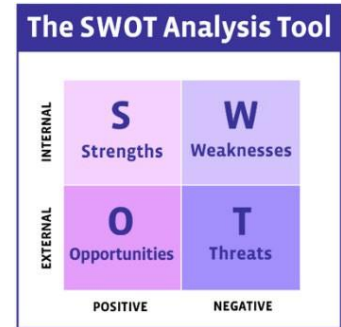 The SWOT Analysis Tool
INTERNAL
S
Strengths
W
Weaknesses
EXTERNAL
O
Opportunities
T
Threats
POSITIVE
NEGATIVE